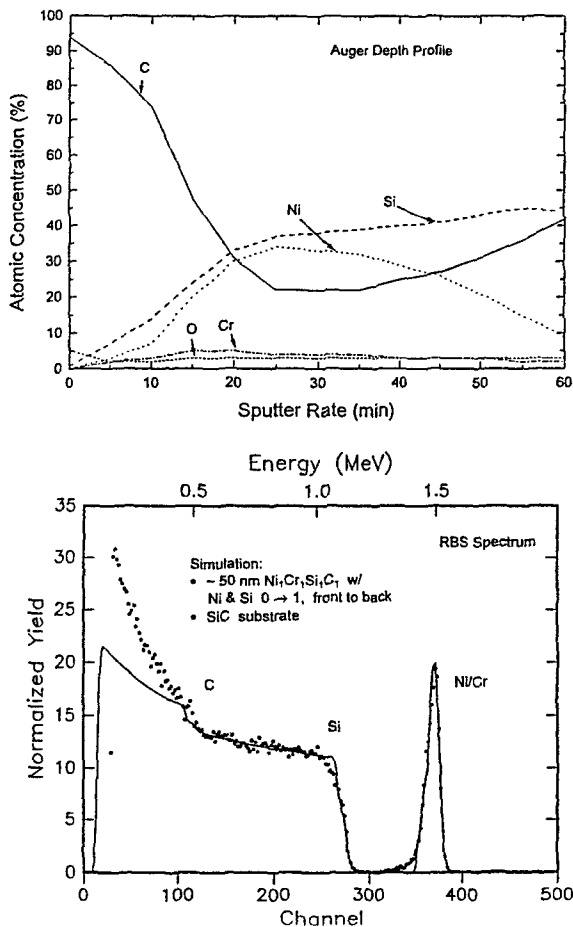 100
90
80
70
60
50
40
30
20
10
0
Atomic Concentration (%)
Auger Depth Profile
C
Ni
Si
O
Cr
0 10 20 30 40 50 60
Sputter Rate (min)
Energy (MeV)
0.5 1.0 1.5
35
30
25
20
15
10
5
0
Normalized Yield
RBS Spectrum
Simulation:
• ~ 50 nm Ni₁Cr₁Si₁C₁ w/
Ni & Si 0 → 1, front to back
• SiC substrate
C
Si
Ni/Cr
0 100 200 300 400 500
Channel